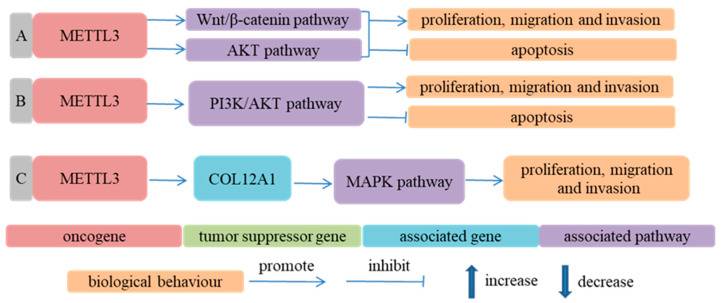 A METTL3 Wnt/β-catenin pathway proliferation, migration and invasion
AKT pathway apoptosis
B METTL3 PI3K/AKT pathway proliferation, migration and invasion
apoptosis
C METTL3 COL12A1 MAPK pathway proliferation, migration
and invasion
oncogene tumor suppressor gene associated gene associated pathway
biological behaviour promote inhibit increase decrease